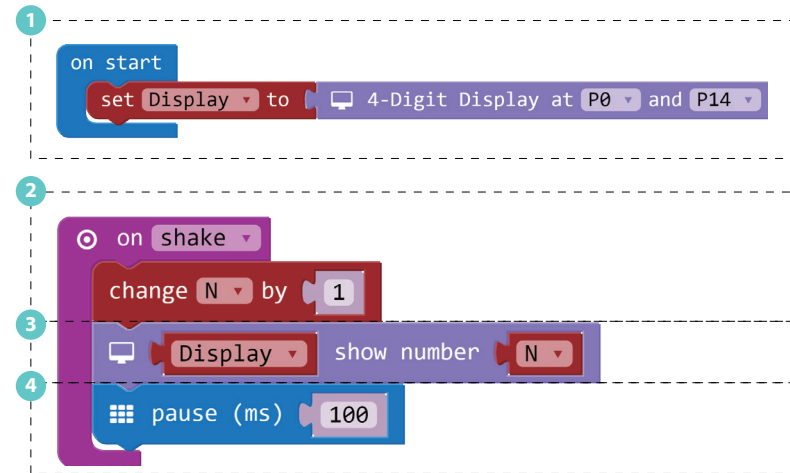 1
on start
set Display to 4-Digit Display at P0 and P14
2
on shake
change N by 1
3
Display show number N
4
pause (ms) 100